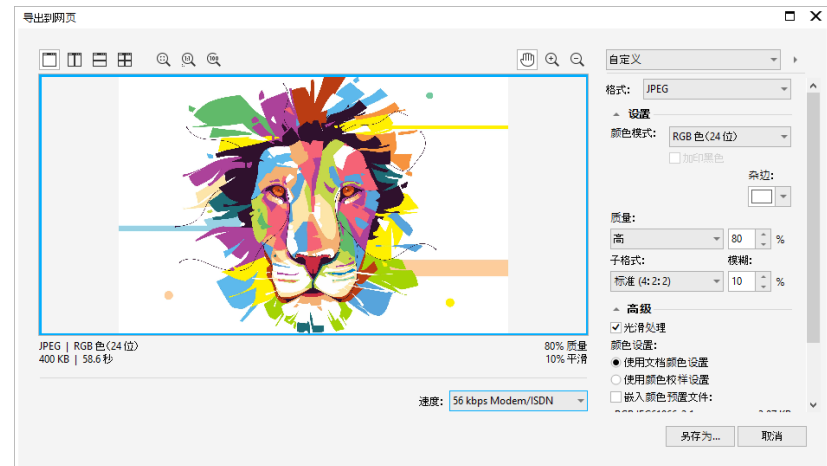 导出到网页
自定义
格式: JPEG
设置
颜色模式: RGB 色(24 位)
加印黑色
杂边:
质量:
高 80 %
子格式: 模糊:
标准 (4:2:2) 10 %
高级
光滑处理
颜色设置:
使用文档颜色设置
使用颜色校样设置
嵌入颜色预置文件:
JPEG | RGB 色(24 位) 80% 质量
400 KB | 58.6 秒 10% 平滑
速度: 56 kbps Modem/ISDN
另存为... 取消